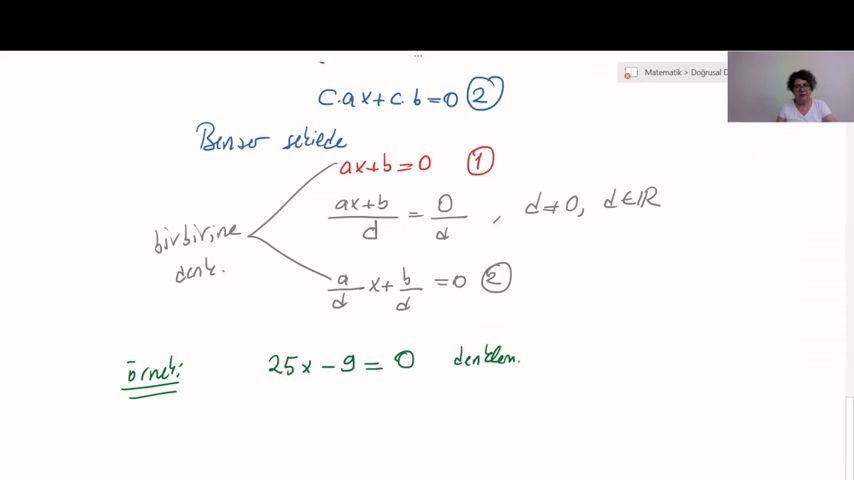 Matematik > Doğrusal D
c.ax+c.b=0 2
Benzer şekilde
ax+b=0 1
(ax+b)/d = 0/d , d≠0, d∈ℝ
birbirine
denk.
a/d x + b/d = 0 2
örnek:
25x-9=0 denklem.